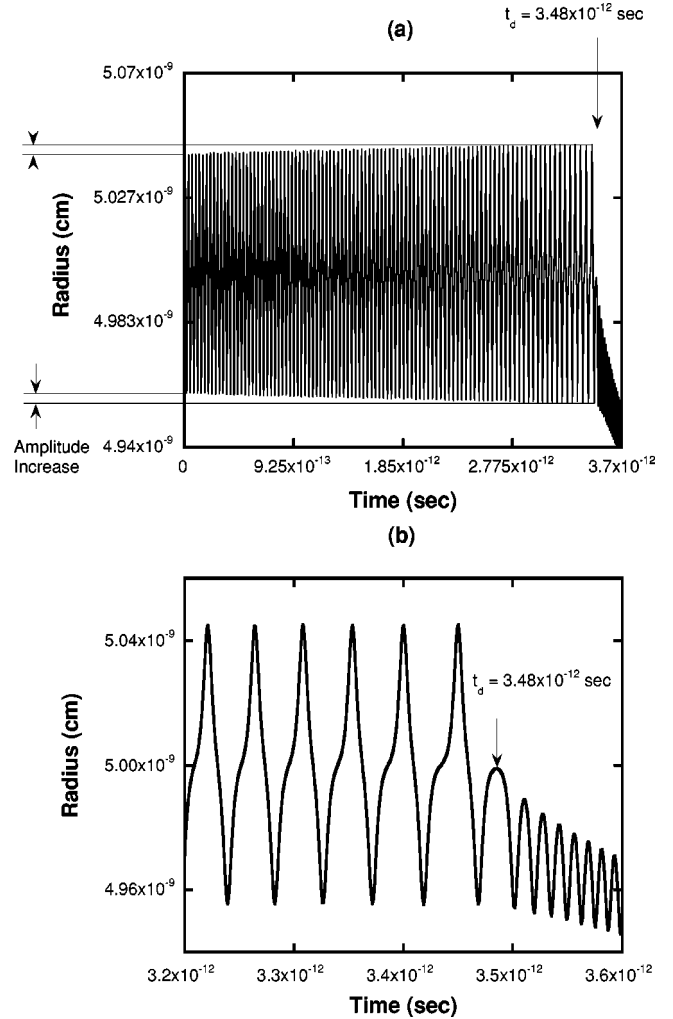 t_d = 3.48x10^-12 sec
(a)
5.07x10^-9
5.027x10^-9
4.983x10^-9
4.94x10^-9
Radius (cm)
Amplitude
Increase
0
9.25x10^-13
1.85x10^-12
2.775x10^-12
3.7x10^-12
Time (sec)
(b)
5.04x10^-9
5.00x10^-9
4.96x10^-9
Radius (cm)
t_d = 3.48x10^-12 sec
3.2x10^-12
3.3x10^-12
3.4x10^-12
3.5x10^-12
3.6x10^-12
Time (sec)